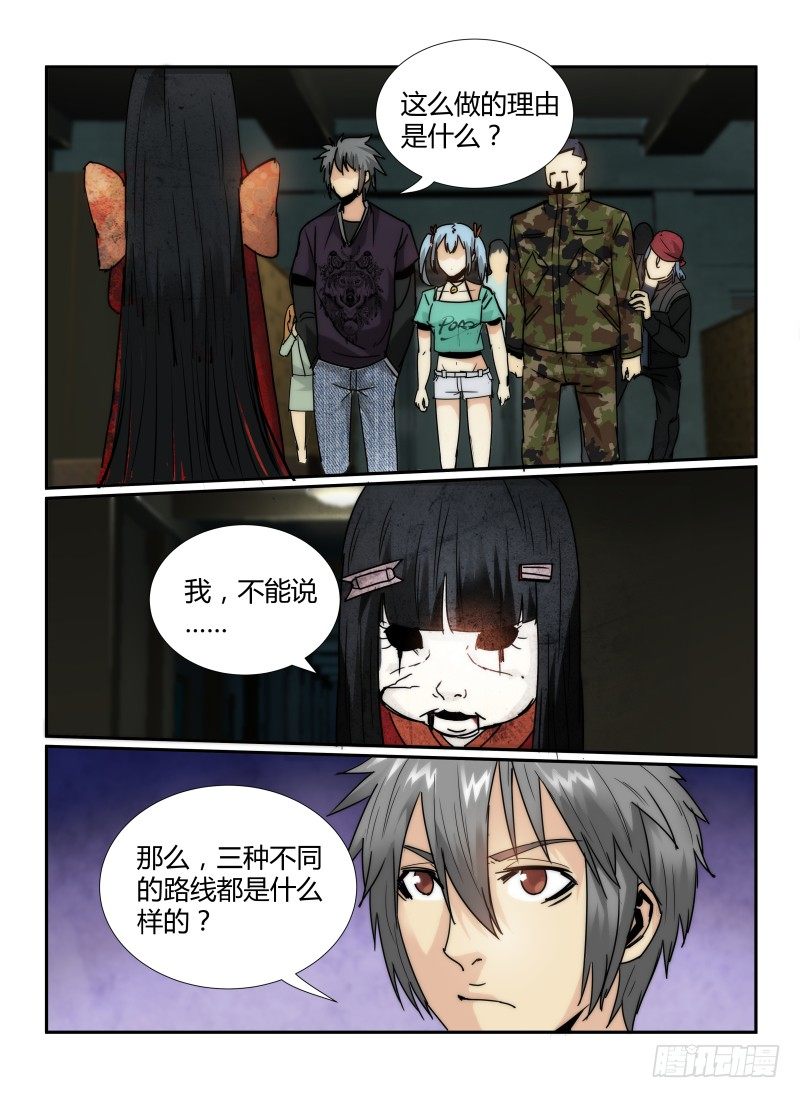 这么做的理由
是什么？
POAD
我，不能说
……
那么，三种不同
的路线都是什么
样的？
腾讯动漫